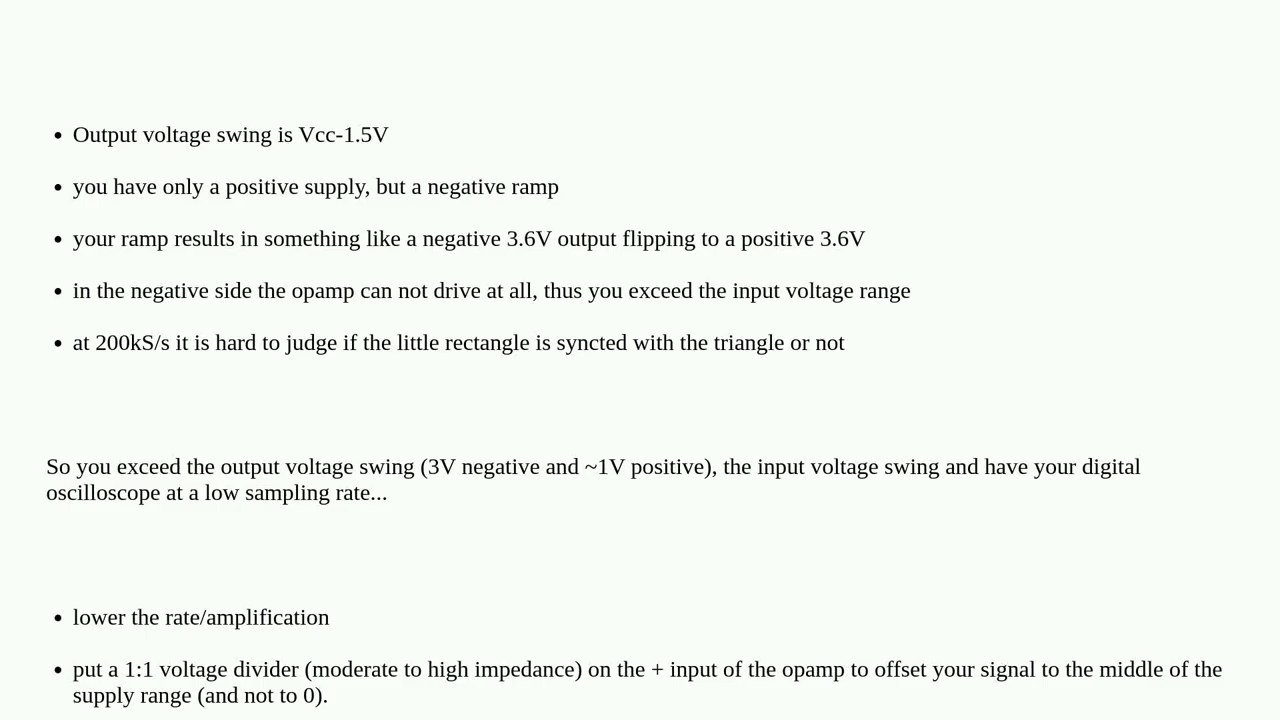 • Output voltage swing is Vcc-1.5V
• you have only a positive supply, but a negative ramp
• your ramp results in something like a negative 3.6V output flipping to a positive 3.6V
• in the negative side the opamp can not drive at all, thus you exceed the input voltage range
• at 200kS/s it is hard to judge if the little rectangle is syncted with the triangle or not
So you exceed the output voltage swing (3V negative and ~1V positive), the input voltage swing and have your digital
oscilloscope at a low sampling rate...
• lower the rate/amplification
• put a 1:1 voltage divider (moderate to high impedance) on the + input of the opamp to offset your signal to the middle of the
supply range (and not to 0).